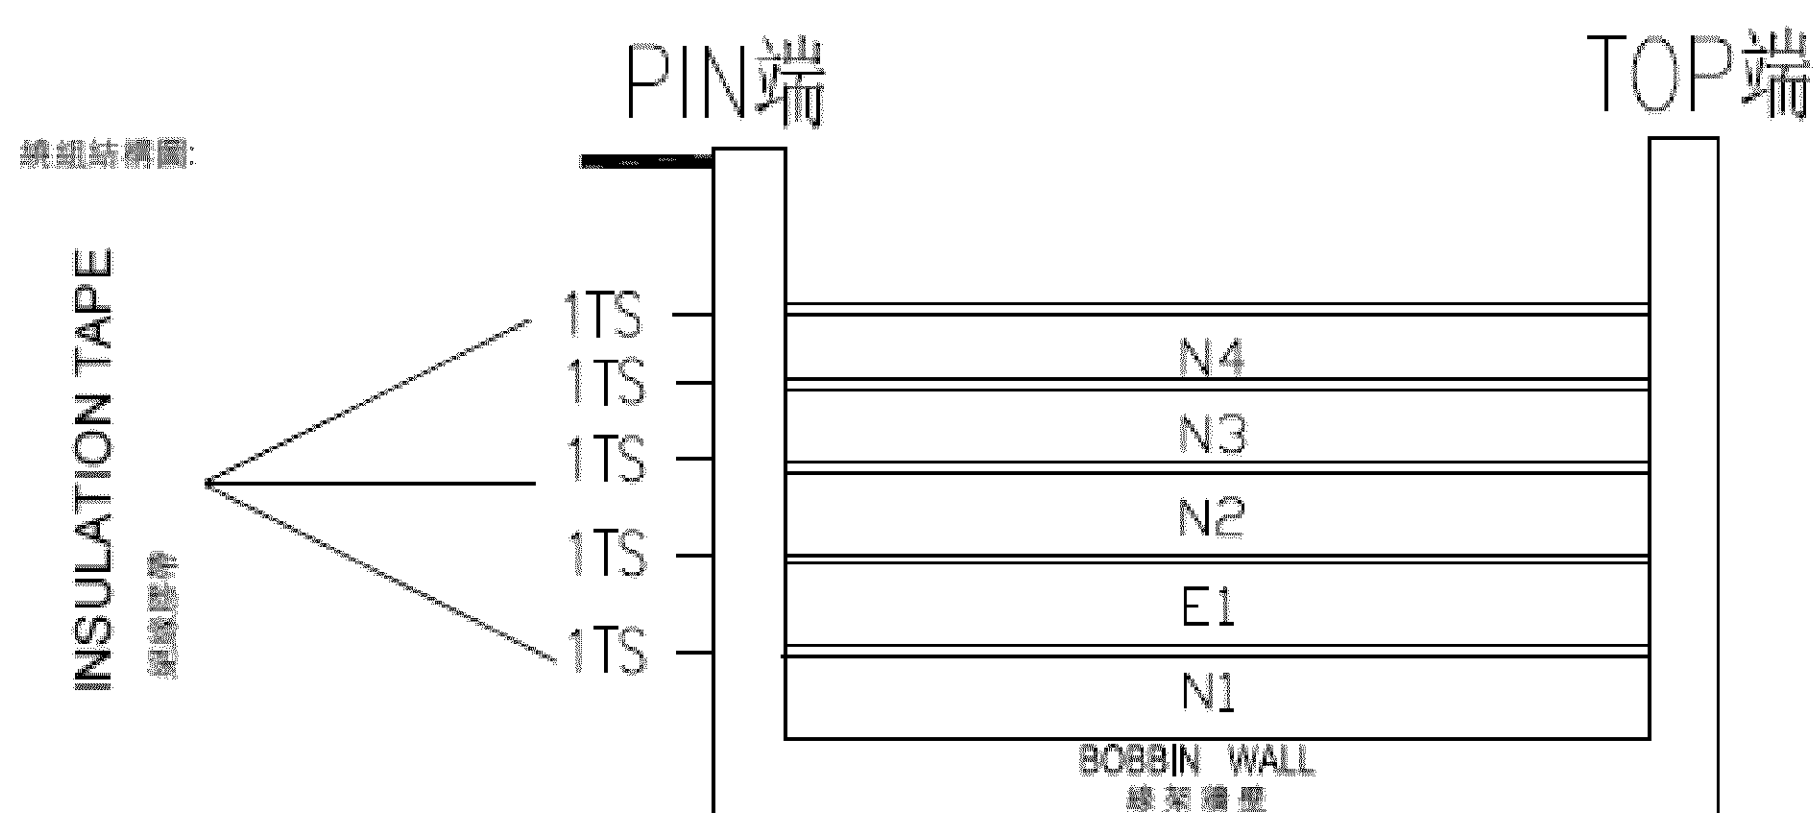 PIN端
TOP端
INSULATION TAPE
1TS
1TS
1TS
1TS
1TS
N4
N3
N2
E1
N1
BOBBIN WALL